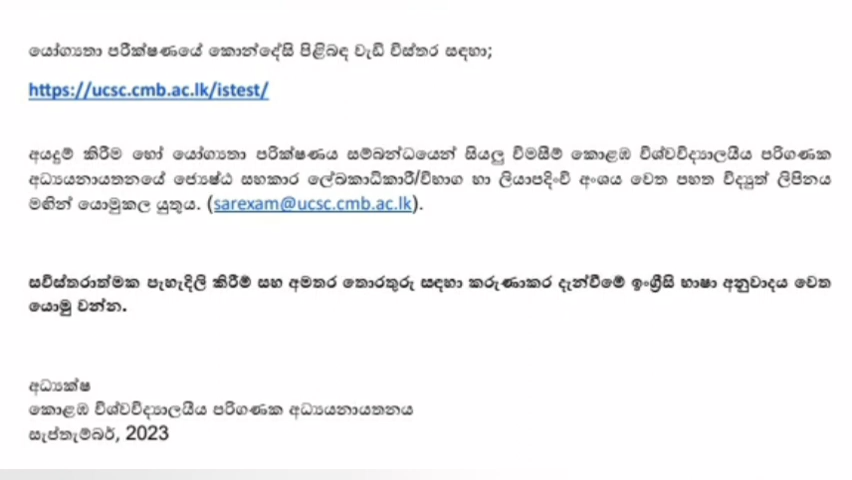 යෝග්‍යතා පරීක්ෂණයේ කොන්දේසි පිළිබඳ වැඩි විස්තර සඳහා;
https://ucsc.cmb.ac.lk/istest/
අයදුම් කිරීම හෝ යෝග්‍යතා පරික්ෂණය සම්බන්ධයෙන් සියලු විමසීම් කොළඹ විශ්වවිද්‍යාලයීය පරිගණක
අධ්‍යයනායතනයේ ජ්‍යෙෂ්ඨ සහකාර ලේඛකාධිකාරී/විභාග හා ලියාපදිංචි අංශය වෙත පහත විද්‍යුත් ලිපිනය
මඟින් යොමුකල යුතුය. (sarexam@ucsc.cmb.ac.lk).
සවිස්තරාත්මක පැහැදිලි කිරීම් සහ අමතර තොරතුරු සඳහා කරුණාකර දැන්වීමේ ඉංග්‍රීසි භාෂා අනුවාදය වෙත
යොමු වන්න.
අධ්‍යක්ෂ
කොළඹ විශ්වවිද්‍යාලයීය පරිගණක අධ්‍යයනායතනය
සැප්තැම්බර්, 2023